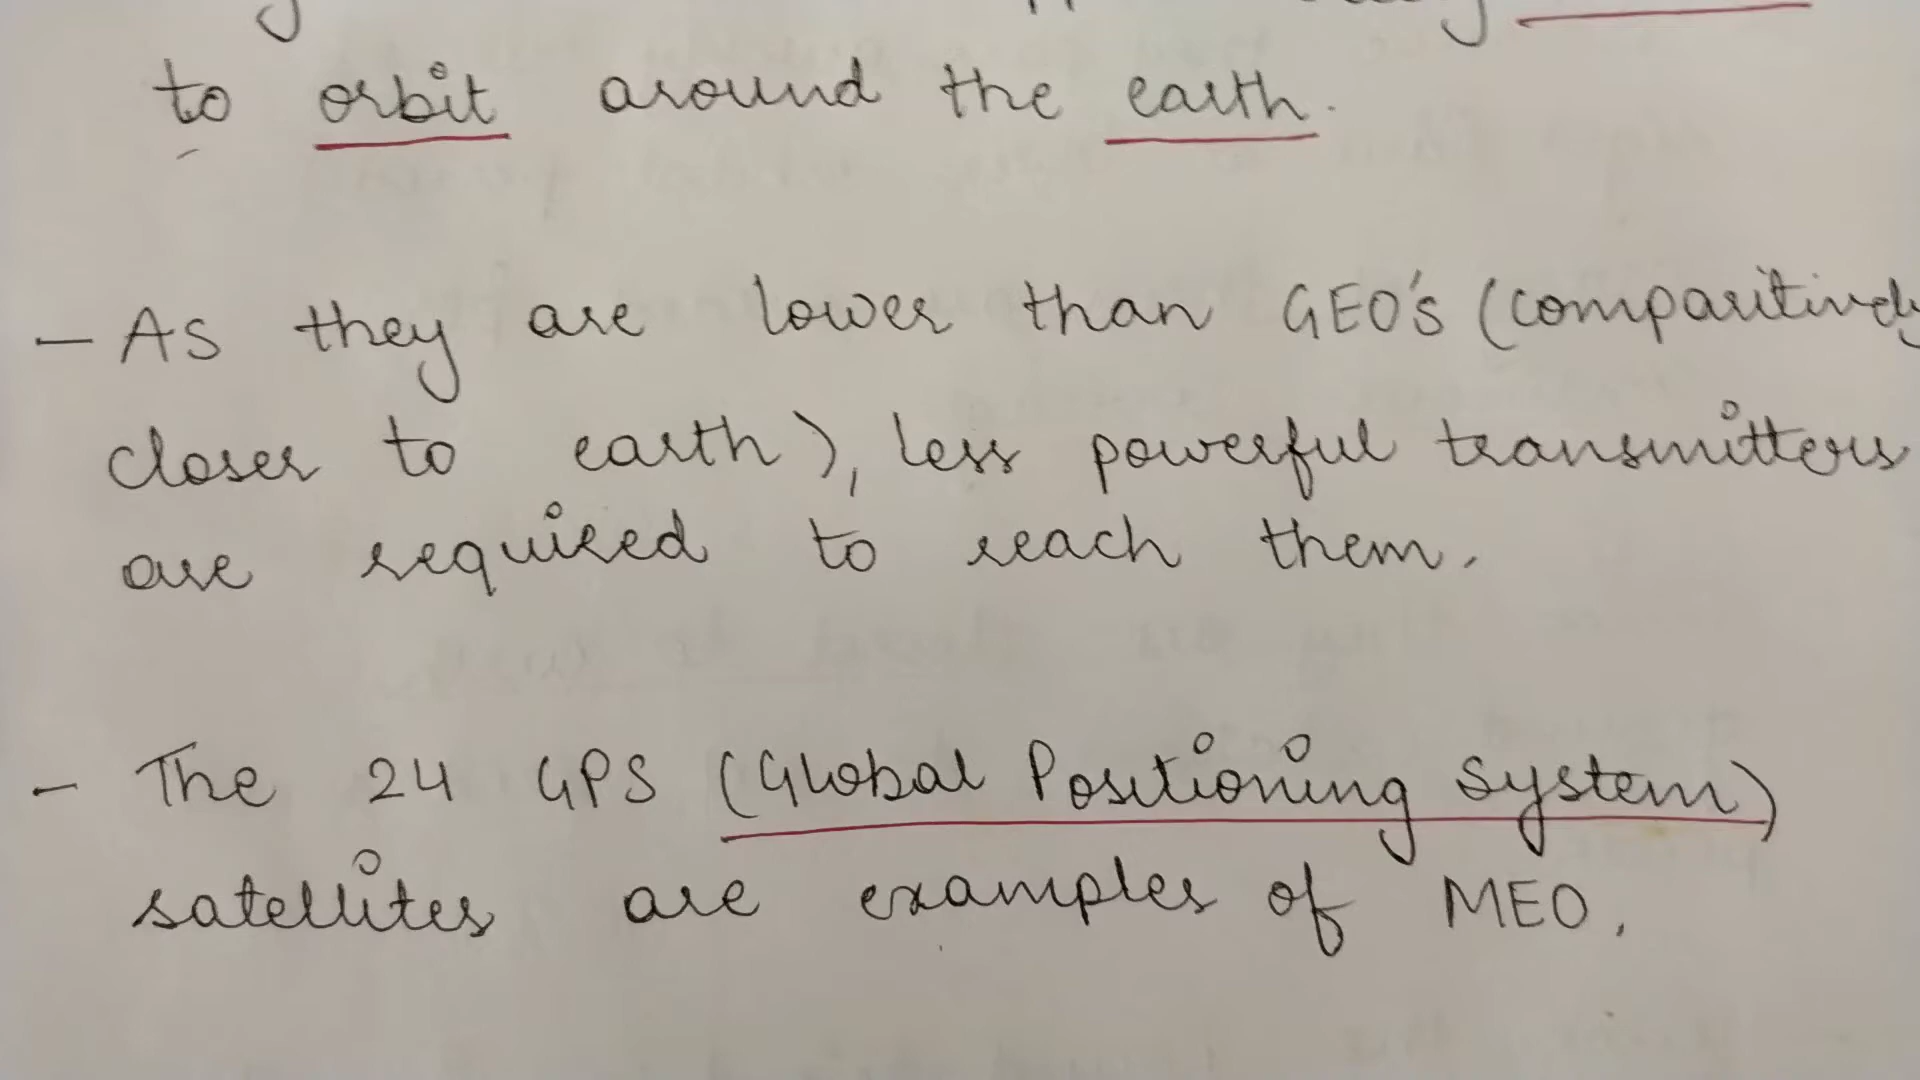 to orbit around the earth.
- As they are lower than GEO's (comparitively
closer to earth), less powerful transmitters
are required to reach them.
- The 24 GPS (Global Positioning System)
satellites are examples of MEO.